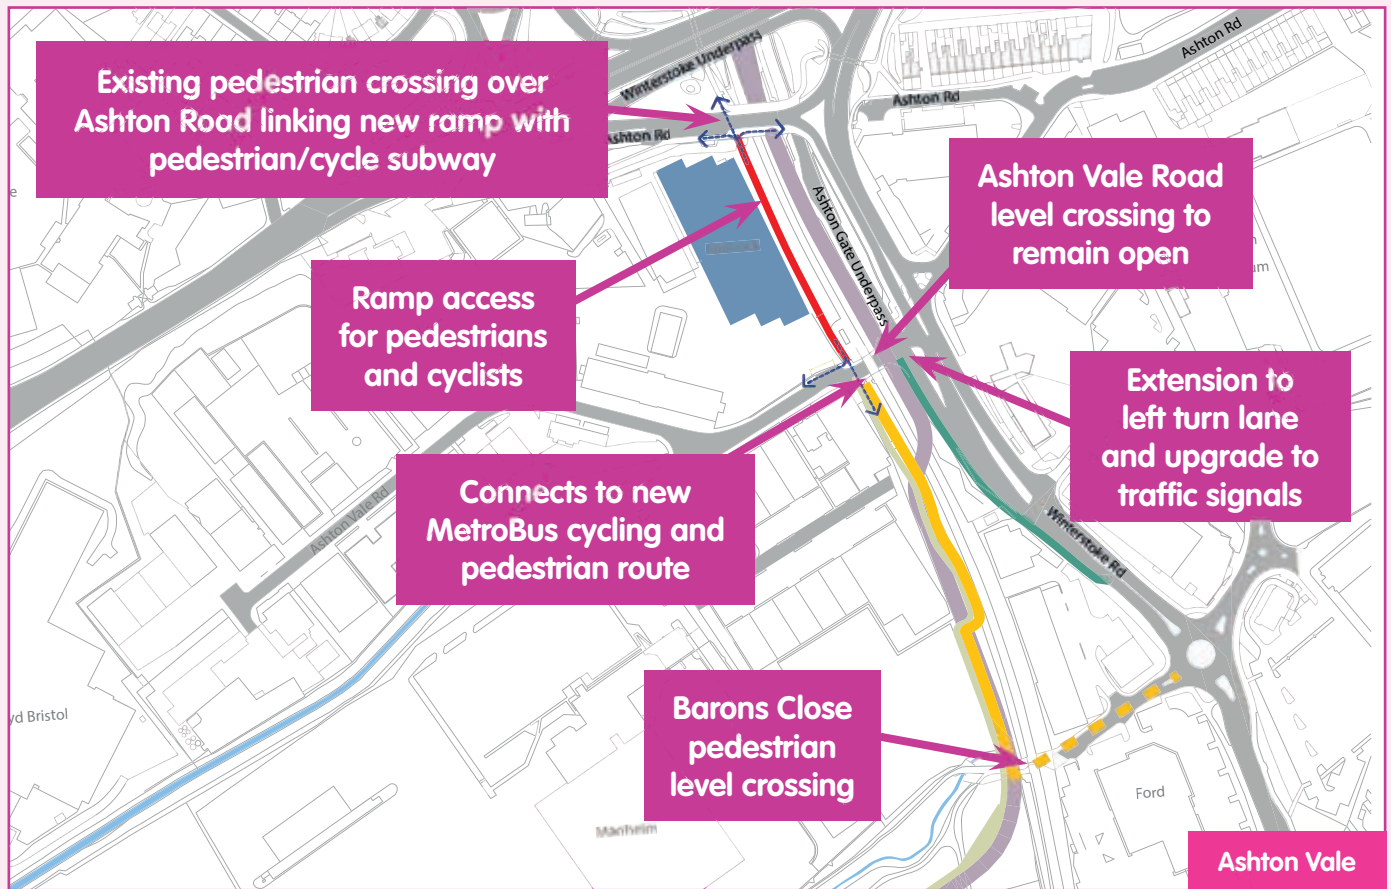 Existing pedestrian crossing over
Ashton Road linking new ramp with
pedestrian/cycle subway
Winterstoke Underpass
Ashton Rd
Ashton Rd
Ashton Rd
Ashton Vale Road
level crossing to
remain open
Ashton Gate Underpass
Ramp access
for pedestrians
and cyclists
Extension to
left turn lane
and upgrade to
traffic signals
Connects to new
MetroBus cycling and
pedestrian route
Ashton Vale Rd
Winterstoke Rd
Barons Close
pedestrian
level crossing
yd Bristol
Ford
Manheim
Ashton Vale